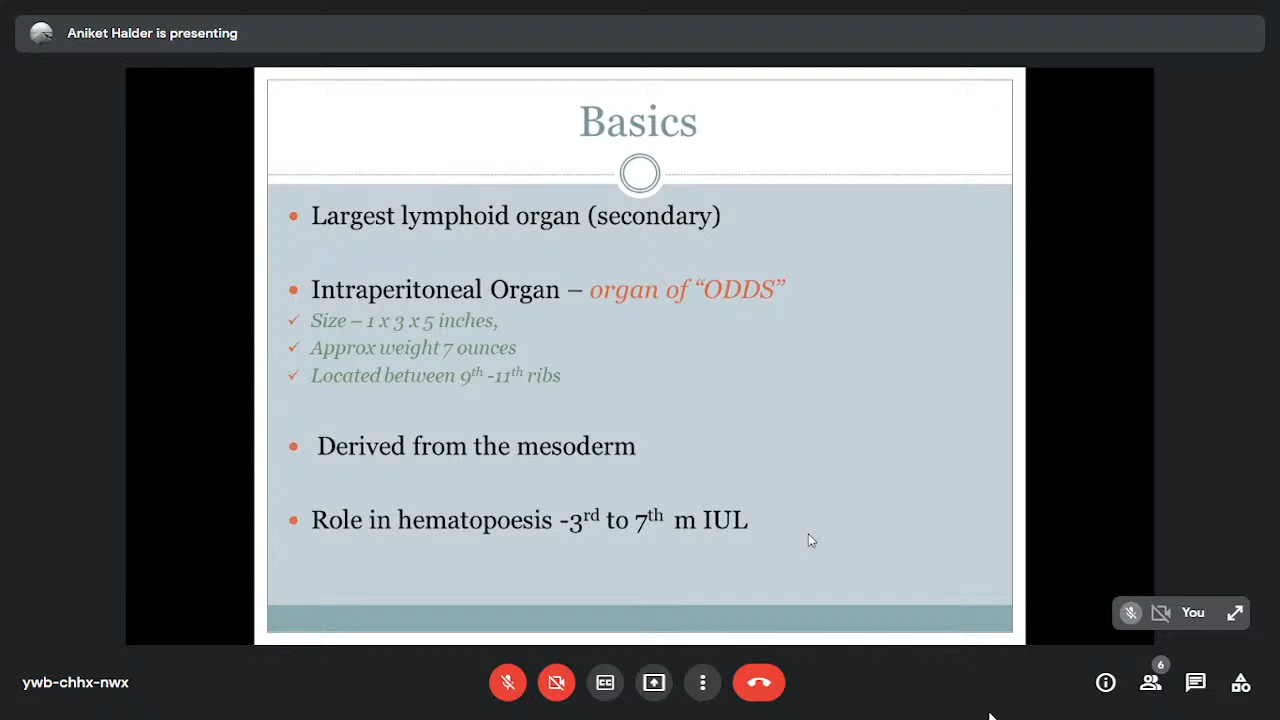 Aniket Halder is presenting
Basics
• Largest lymphoid organ (secondary)
• Intraperitoneal Organ – organ of “ODDS”
✓ Size – 1 x 3 x 5 inches,
✓ Approx weight 7 ounces
✓ Located between 9th -11th ribs
• Derived from the mesoderm
• Role in hematopoesis -3rd to 7th m IUL
You
ywb-chhx-nwx
CC
6